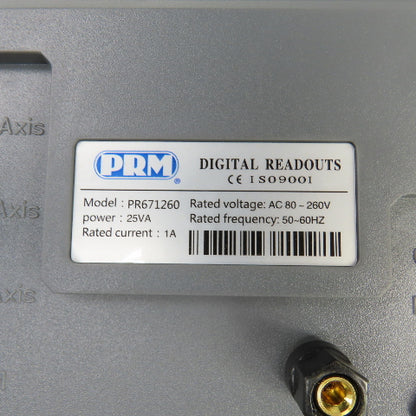 Axis
PRM®
DIGITAL READOUTS
CE ISO9001
Model : PR671260
Rated voltage: AC 80 ~ 260V
power : 25VA
Rated frequency: 50~60HZ
Rated current : 1A
Axis
Axis